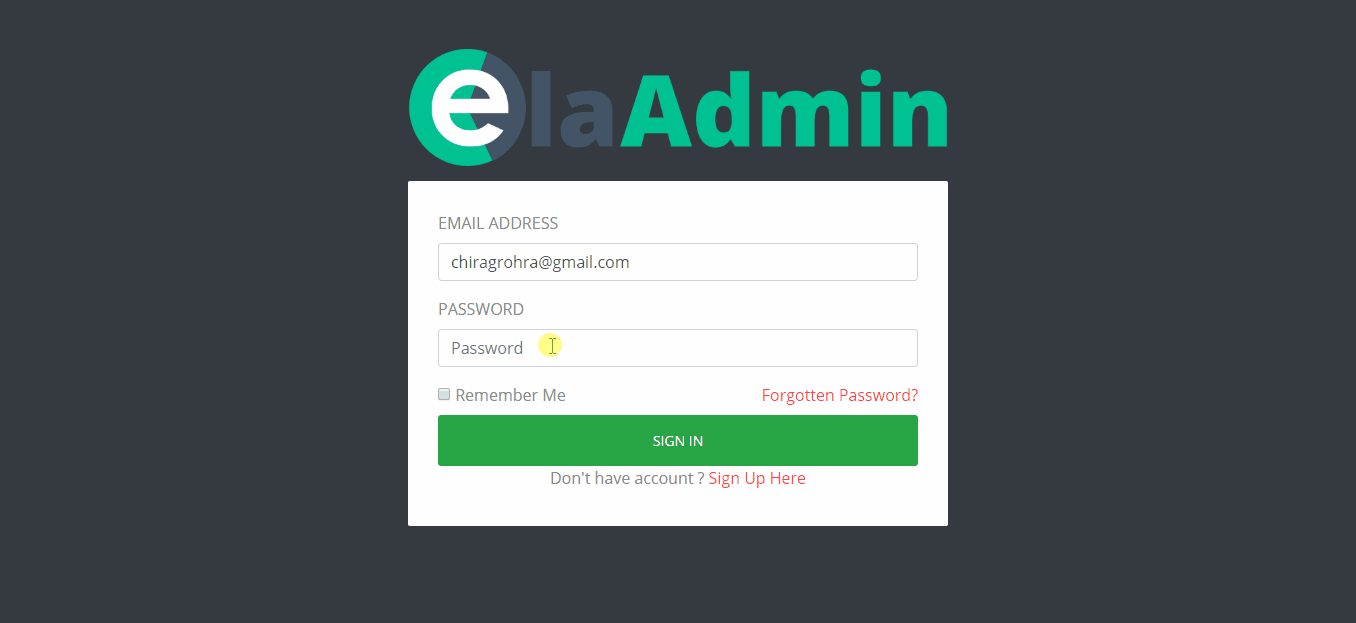 elaAdmin
EMAIL ADDRESS
chiragrohra@gmail.com
PASSWORD
Password
Remember Me Forgotten Password?
SIGN IN
Don't have account ? Sign Up Here